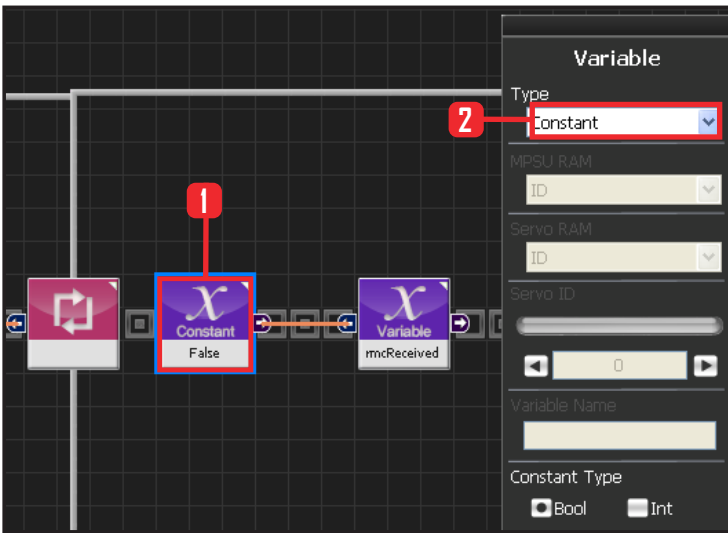 Variable
Type
2
Constant
MPSU RAM
ID
1
Servo RAM
ID
Servo ID
X
Constant
False
X
Variable
rmcReceived
0
Variable Name
Constant Type
Bool
Int